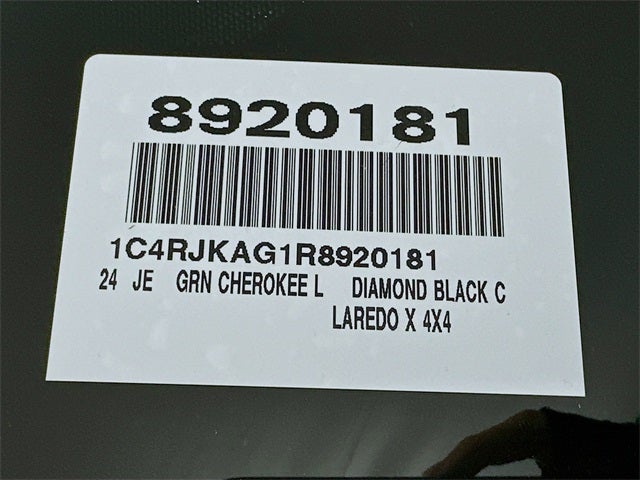 8920181
1C4RJKAG1R8920181
24 JE GRN CHEROKEE L DIAMOND BLACK C
LAREDO X 4X4